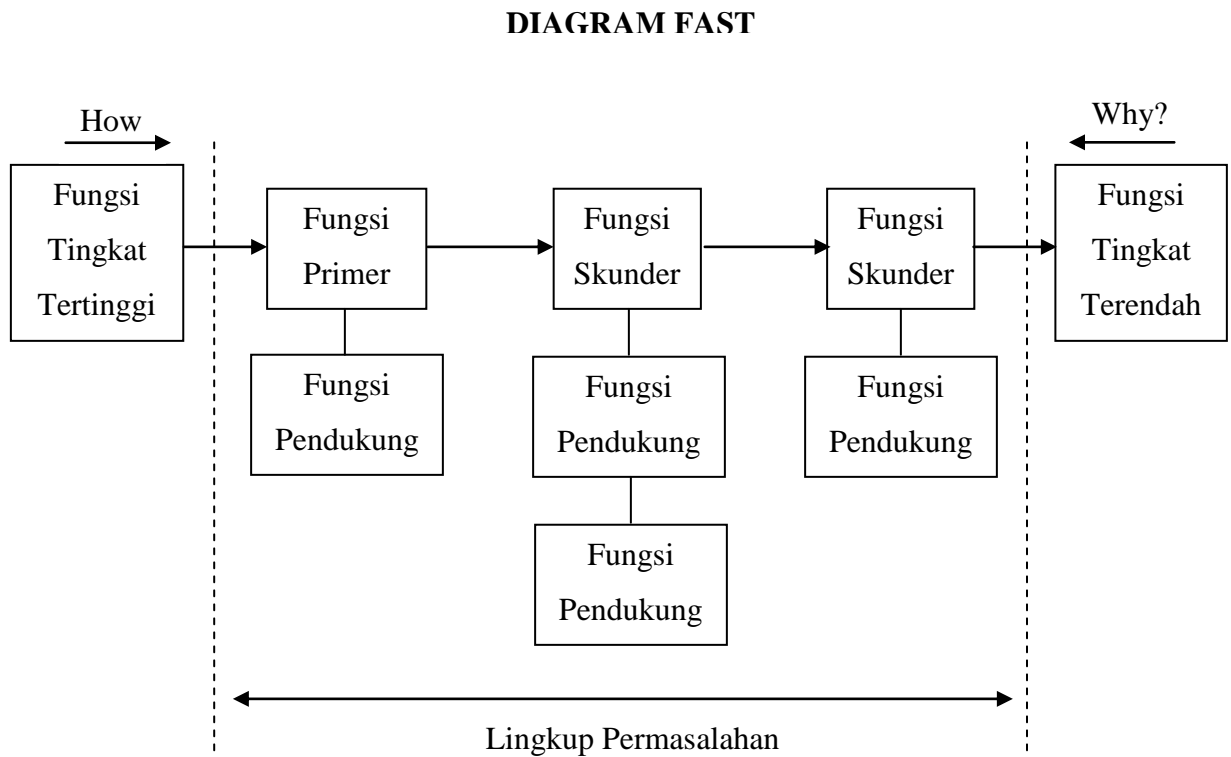 DIAGRAM FAST
How
Why?
Fungsi
Tingkat
Tertinggi
Fungsi
Primer
Fungsi
Skunder
Fungsi
Skunder
Fungsi
Tingkat
Terendah
Fungsi
Pendukung
Fungsi
Pendukung
Fungsi
Pendukung
Fungsi
Pendukung
Lingkup Permasalahan